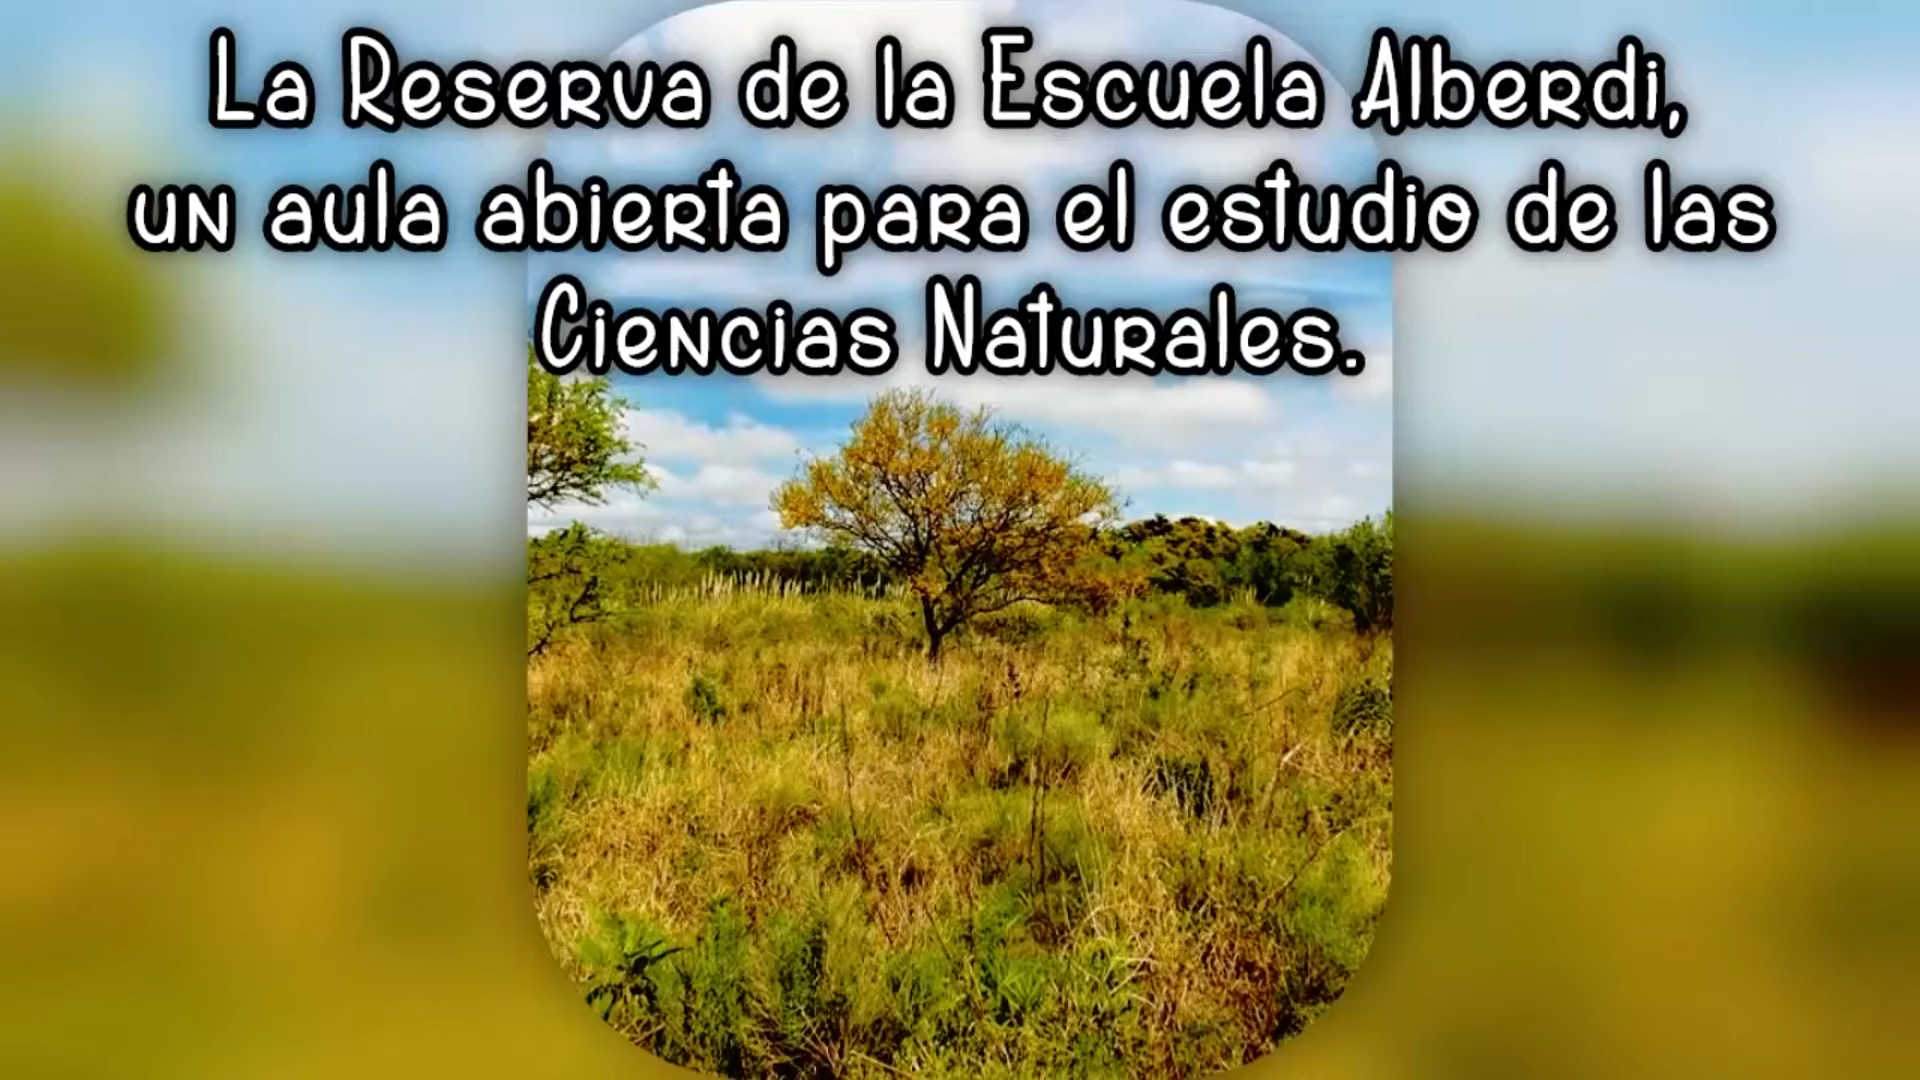 La Reserva de la Escuela Alberdi,
un aula abierta para el estudio de las
Ciencias Naturales.